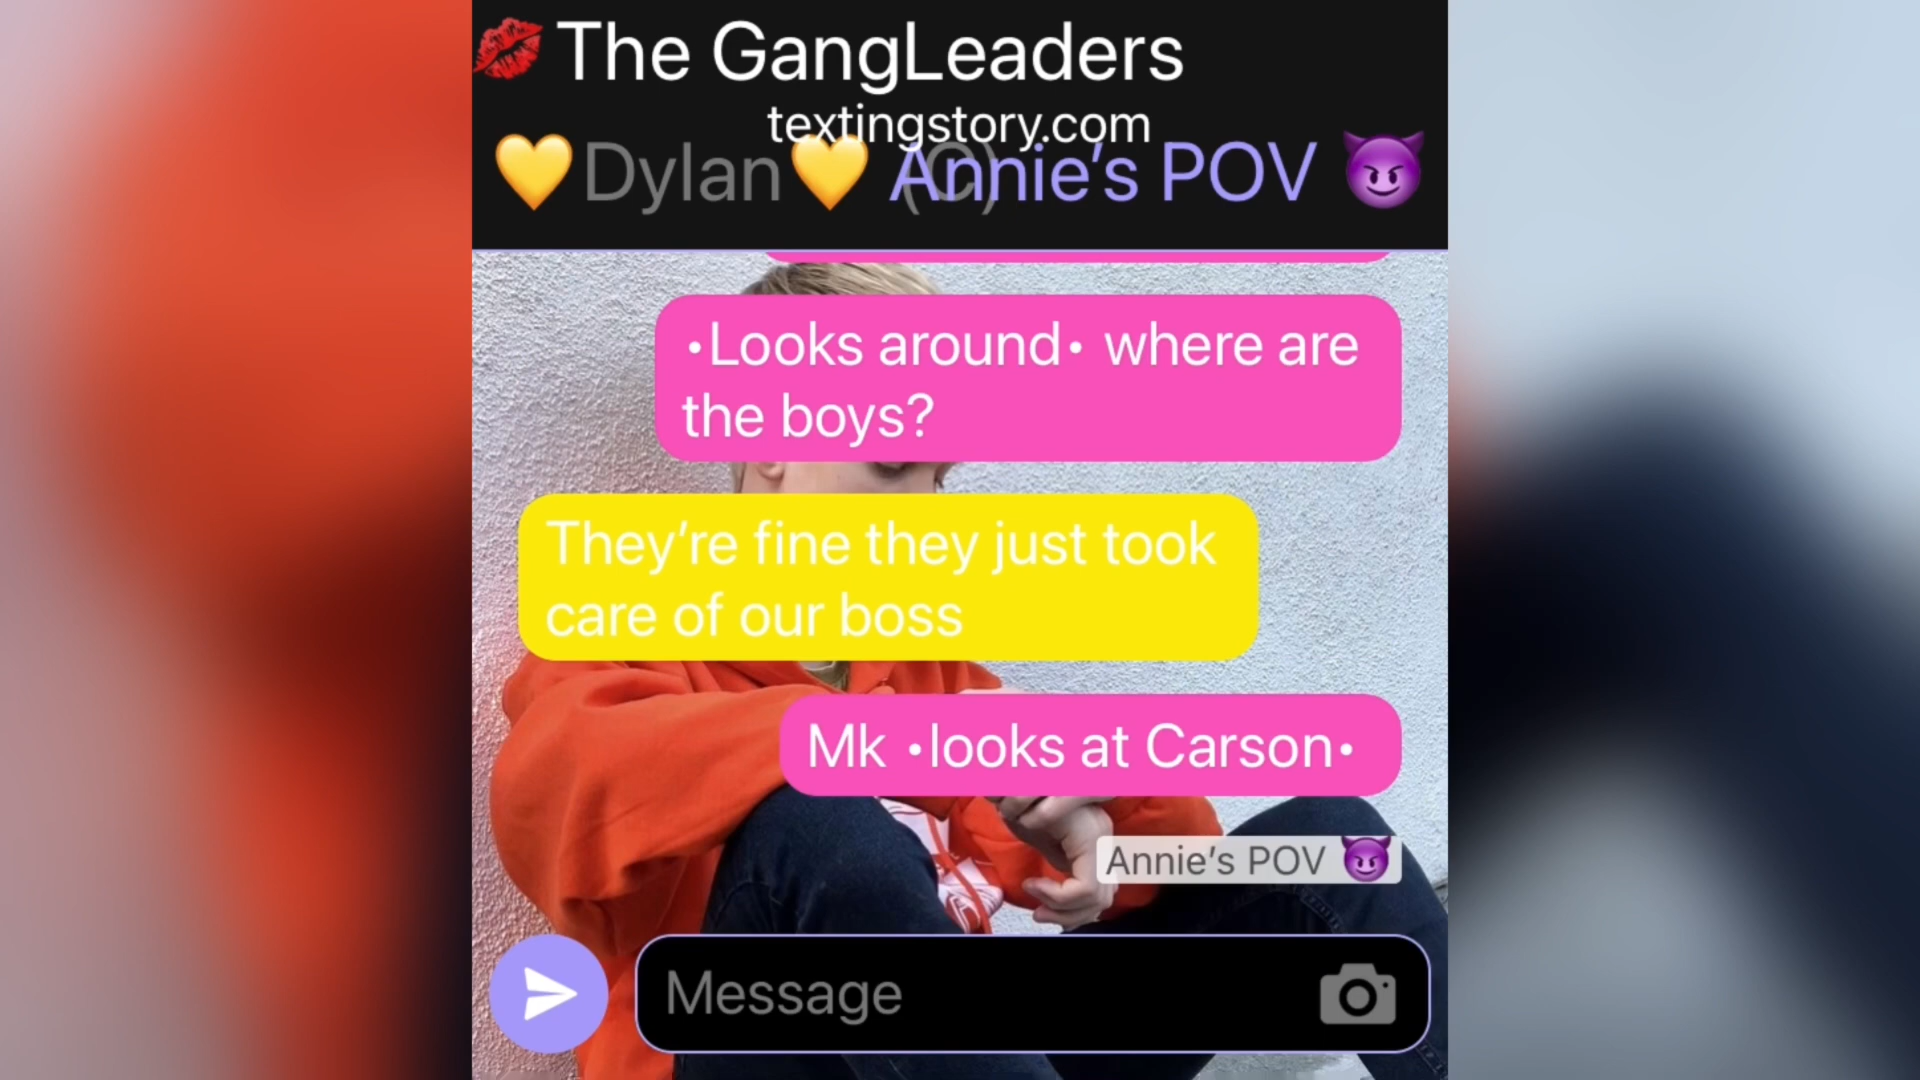 💋The GangLeaders
textingstory.com
💛Dylan💛 (C)
Annie’s POV 😈
•Looks around• where are
the boys?
They’re fine they just took
care of our boss
Mk •looks at Carson•
Annie’s POV 😈
Message